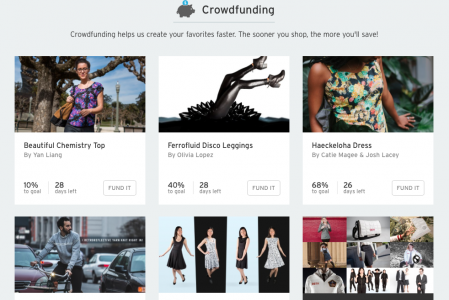 Crowdfunding
Crowdfunding helps us create your favorites faster. The sooner you shop, the more you'll save!
Beautiful Chemistry Top
By Yan Liang
10%
to goal
28
days left
FUND IT
Ferrofluid Disco Leggings
By Olivia Lopez
40%
to goal
28
days left
FUND IT
Haeckeloha Dress
By Catie Magee & Josh Lacey
68%
to goal
26
days left
FUND IT